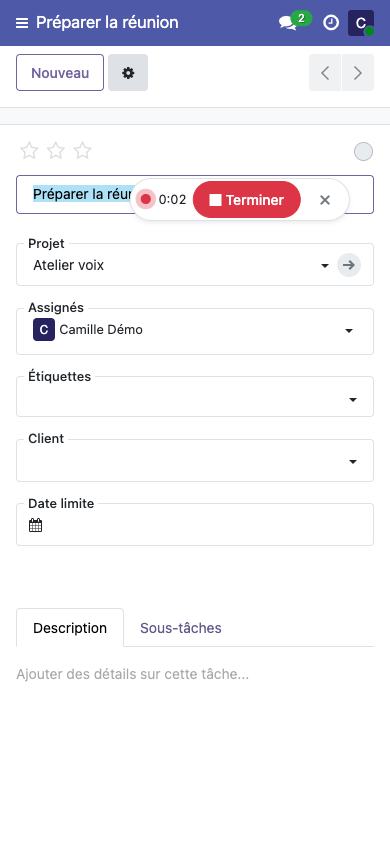 Préparer la réunion
2
C
Nouveau
Préparer la réu
0:02
Terminer
Projet
Atelier voix
Assignés
C Camille Démo
Étiquettes
Client
Date limite
Description
Sous-tâches
Ajouter des détails sur cette tâche...